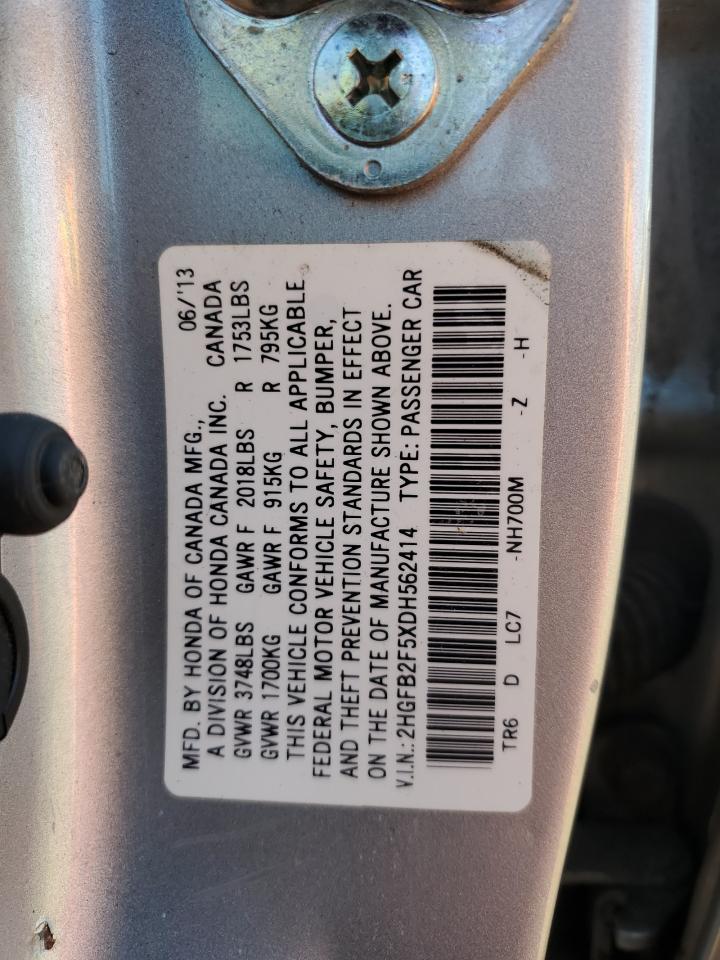 MFD. BY HONDA OF CANADA MFG., 06/'13
A DIVISION OF HONDA CANADA INC. CANADA
GVWR 3748LBS GAWR F 2018LBS R 1753LBS
GVWR 1700KG GAWR F 915KG R 795KG
THIS VEHICLE CONFORMS TO ALL APPLICABLE
FEDERAL MOTOR VEHICLE SAFETY, BUMPER,
AND THEFT PREVENTION STANDARDS IN EFFECT
ON THE DATE OF MANUFACTURE SHOWN ABOVE.
V.I.N.: 2HGFB2F5XDH562414 TYPE: PASSENGER CAR
TR6 D LC7 -NH700M -Z -H